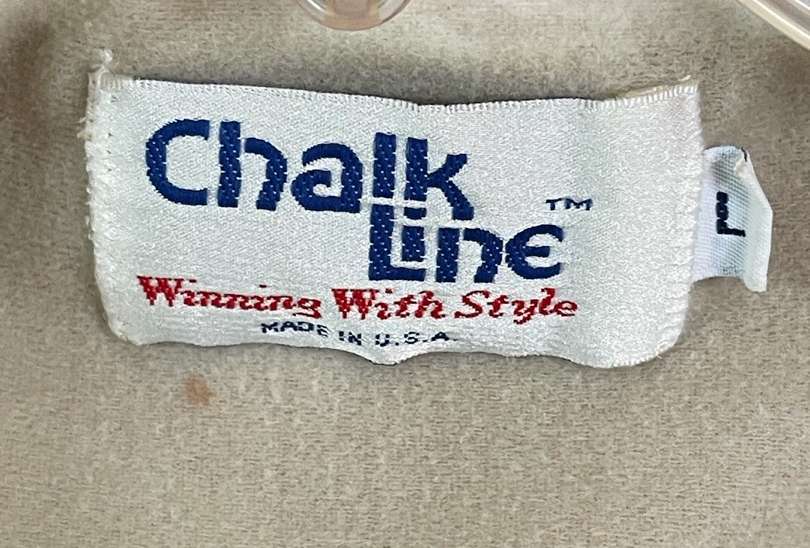 Chalk
Line™
Winning With Style
MADE IN U.S.A.
L